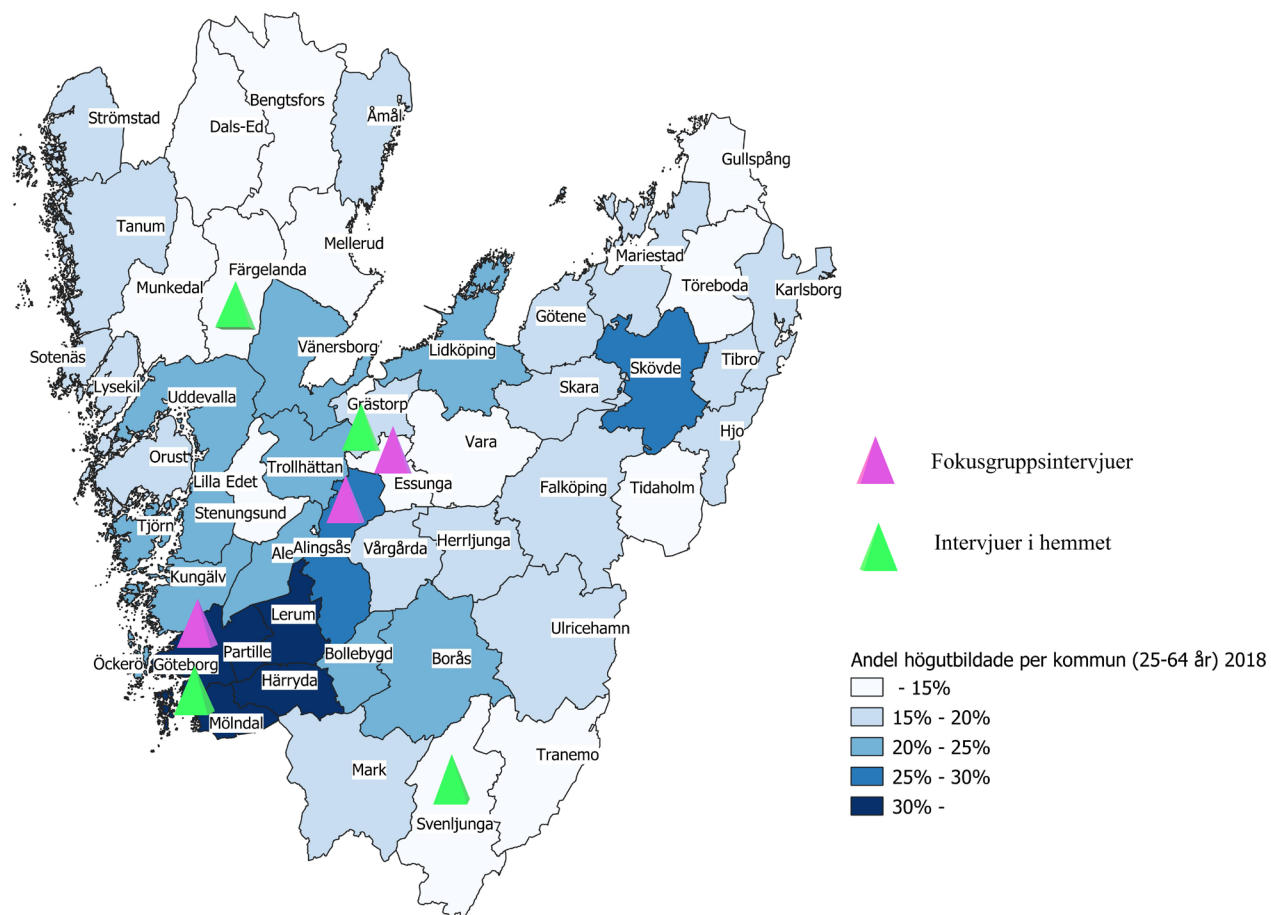 Bengtsfors
Strömstad
Åmål
Dals-Ed
Gullspång
Tanum
Mellerud
Mariestad
Färgelanda
Munkedal
Töreboda
Karlsborg
Götene
Vänersborg
Lidköping
Sotenäs
Tibro
Skövde
Lysekil
Skara
Uddevalla
Grästorp
Hjo
Vara
Orust
Trollhättan
Lilla Edet
Essunga
Falköping
Tidaholm
Stenungsund
Tjörn
Ale
Alingsås
Vårgårda
Herrljunga
Kungälv
Lerum
Ulricehamn
Partille
Bollebygd
Borås
Öckerö
Göteborg
Härryda
Mölndal
Tranemo
Mark
Svenljunga
Fokusgruppsintervjuer
Intervjuer i hemmet
Andel högutbildade per kommun (25-64 år) 2018
- 15%
15% - 20%
20% - 25%
25% - 30%
30% -